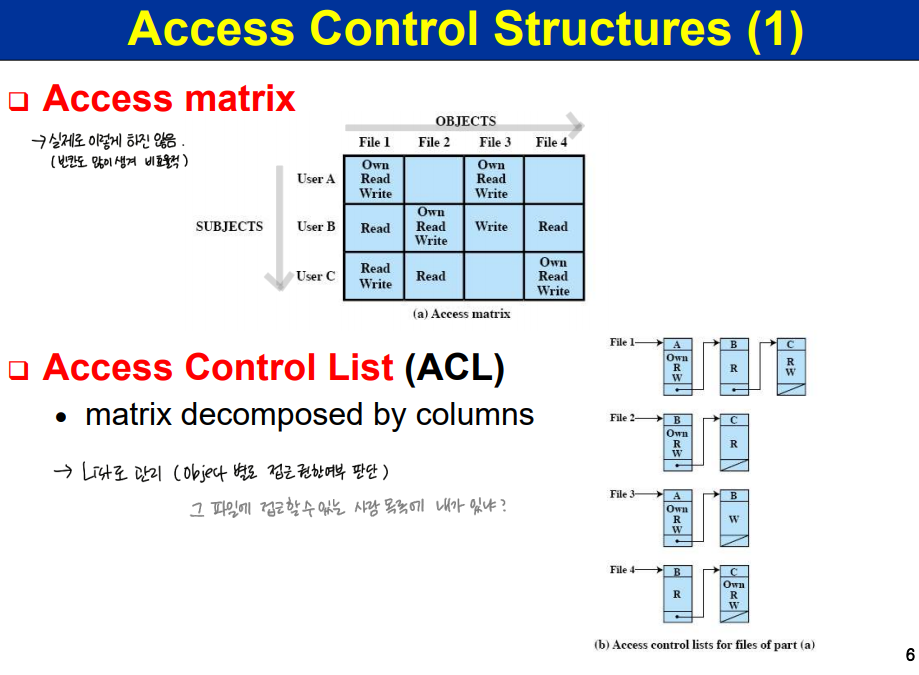 Access Control Structures (1)
❑ Access matrix
→ 실제로 이렇게 하진 않음.
(빈칸도 많이 생겨 비효율적)
OBJECTS
File 1 File 2 File 3 File 4
SUBJECTS
User A
Own
Read
Write
Own
Read
Write
User B
Read
Own
Read
Write
Write
Read
User C
Read
Write
Read
Own
Read
Write
(a) Access matrix
❑ Access Control List (ACL)
• matrix decomposed by columns
→ 리스트로 관리 (Object 별로 접근권한여부 판단)
그 파일에 접근할 수 있는 사람 목록에 내가 있냐?
File 1
A
Own
R
W
B
R
C
R
W
File 2
B
Own
R
W
C
R
File 3
A
Own
R
W
B
W
File 4
B
R
C
Own
R
W
(b) Access control lists for files of part (a)
6